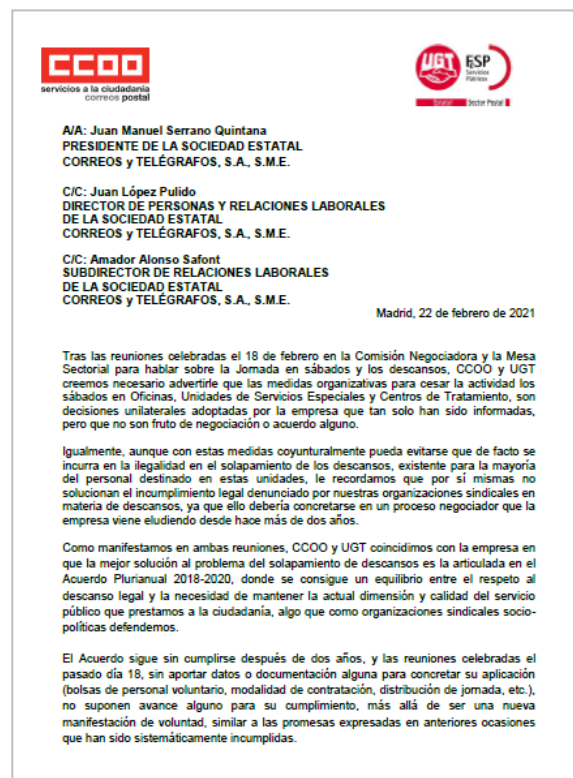 CCOO
servicios a la ciudadanía
correos postal
UGT
FeSP
Servicios
Públicos
Estatal
Sector Postal
A/A: Juan Manuel Serrano Quintana
PRESIDENTE DE LA SOCIEDAD ESTATAL
CORREOS y TELÉGRAFOS, S.A., S.M.E.
C/C: Juan López Pulido
DIRECTOR DE PERSONAS Y RELACIONES LABORALES
DE LA SOCIEDAD ESTATAL
CORREOS y TELÉGRAFOS, S.A., S.M.E.
C/C: Amador Alonso Safont
SUBDIRECTOR DE RELACIONES LABORALES
DE LA SOCIEDAD ESTATAL
CORREOS y TELÉGRAFOS, S.A., S.M.E.
Madrid, 22 de febrero de 2021
Tras las reuniones celebradas el 18 de febrero en la Comisión Negociadora y la Mesa
Sectorial para hablar sobre la Jornada en sábados y los descansos, CCOO y UGT
creemos necesario advertirle que las medidas organizativas para cesar la actividad los
sábados en Oficinas, Unidades de Servicios Especiales y Centros de Tratamiento, son
decisiones unilaterales adoptadas por la empresa que tan solo han sido informadas,
pero que no son fruto de negociación o acuerdo alguno.
Igualmente, aunque con estas medidas coyunturalmente pueda evitarse que de facto se
incurra en la ilegalidad en el solapamiento de los descansos, existente para la mayoría
del personal destinado en estas unidades, le recordamos que por sí mismas no
solucionan el incumplimiento legal denunciado por nuestras organizaciones sindicales en
materia de descansos, ya que ello debería concretarse en un proceso negociador que la
empresa viene eludiendo desde hace más de dos años.
Como manifestamos en ambas reuniones, CCOO y UGT coincidimos con la empresa en
que la mejor solución al problema del solapamiento de descansos es la articulada en el
Acuerdo Plurianual 2018-2020, donde se consigue un equilibrio entre el respeto al
descanso legal y la necesidad de mantener la actual dimensión y calidad del servicio
público que prestamos a la ciudadanía, algo que como organizaciones sindicales socio-
políticas defendemos.
El Acuerdo sigue sin cumplirse después de dos años, y las reuniones celebradas el
pasado día 18, sin aportar datos o documentación alguna para concretar su aplicación
(bolsas de personal voluntario, modalidad de contratación, distribución de jornada, etc.),
no suponen avance alguno para su cumplimiento, más allá de ser una nueva
manifestación de voluntad, similar a las promesas expresadas en anteriores ocasiones
que han sido sistemáticamente incumplidas.